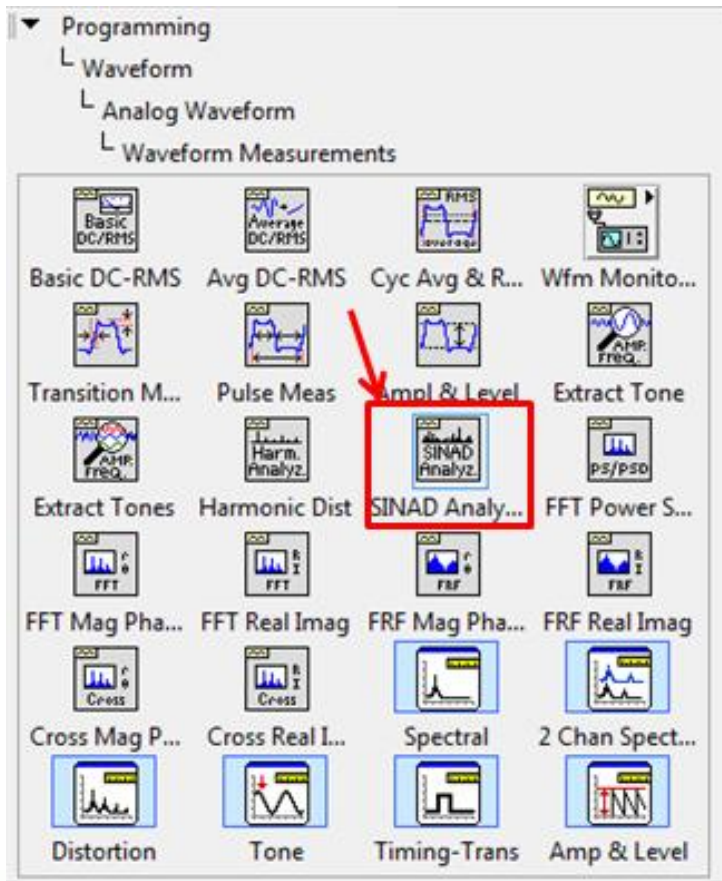 Programming
Waveform
Analog Waveform
Waveform Measurements
Basic DC/RMS
Average DC/RMS
RMS average
Basic DC-RMS Avg DC-RMS Cyc Avg & R... Wfm Monito...
AMP. FREQ.
Transition M... Pulse Meas Ampl & Level Extract Tone
AMP. FREQ.
Harm. Analyz.
SINAD Analyz.
PS/PSD
Extract Tones Harmonic Dist SINAD Analy... FFT Power S...
r θ FFT
R I FFT
r θ FRF
R I FRF
FFT Mag Pha... FFT Real Imag FRF Mag Pha... FRF Real Imag
r θ Cross
R I Cross
Cross Mag P... Cross Real I... Spectral 2 Chan Spect...
Distortion Tone Timing-Trans Amp & Level